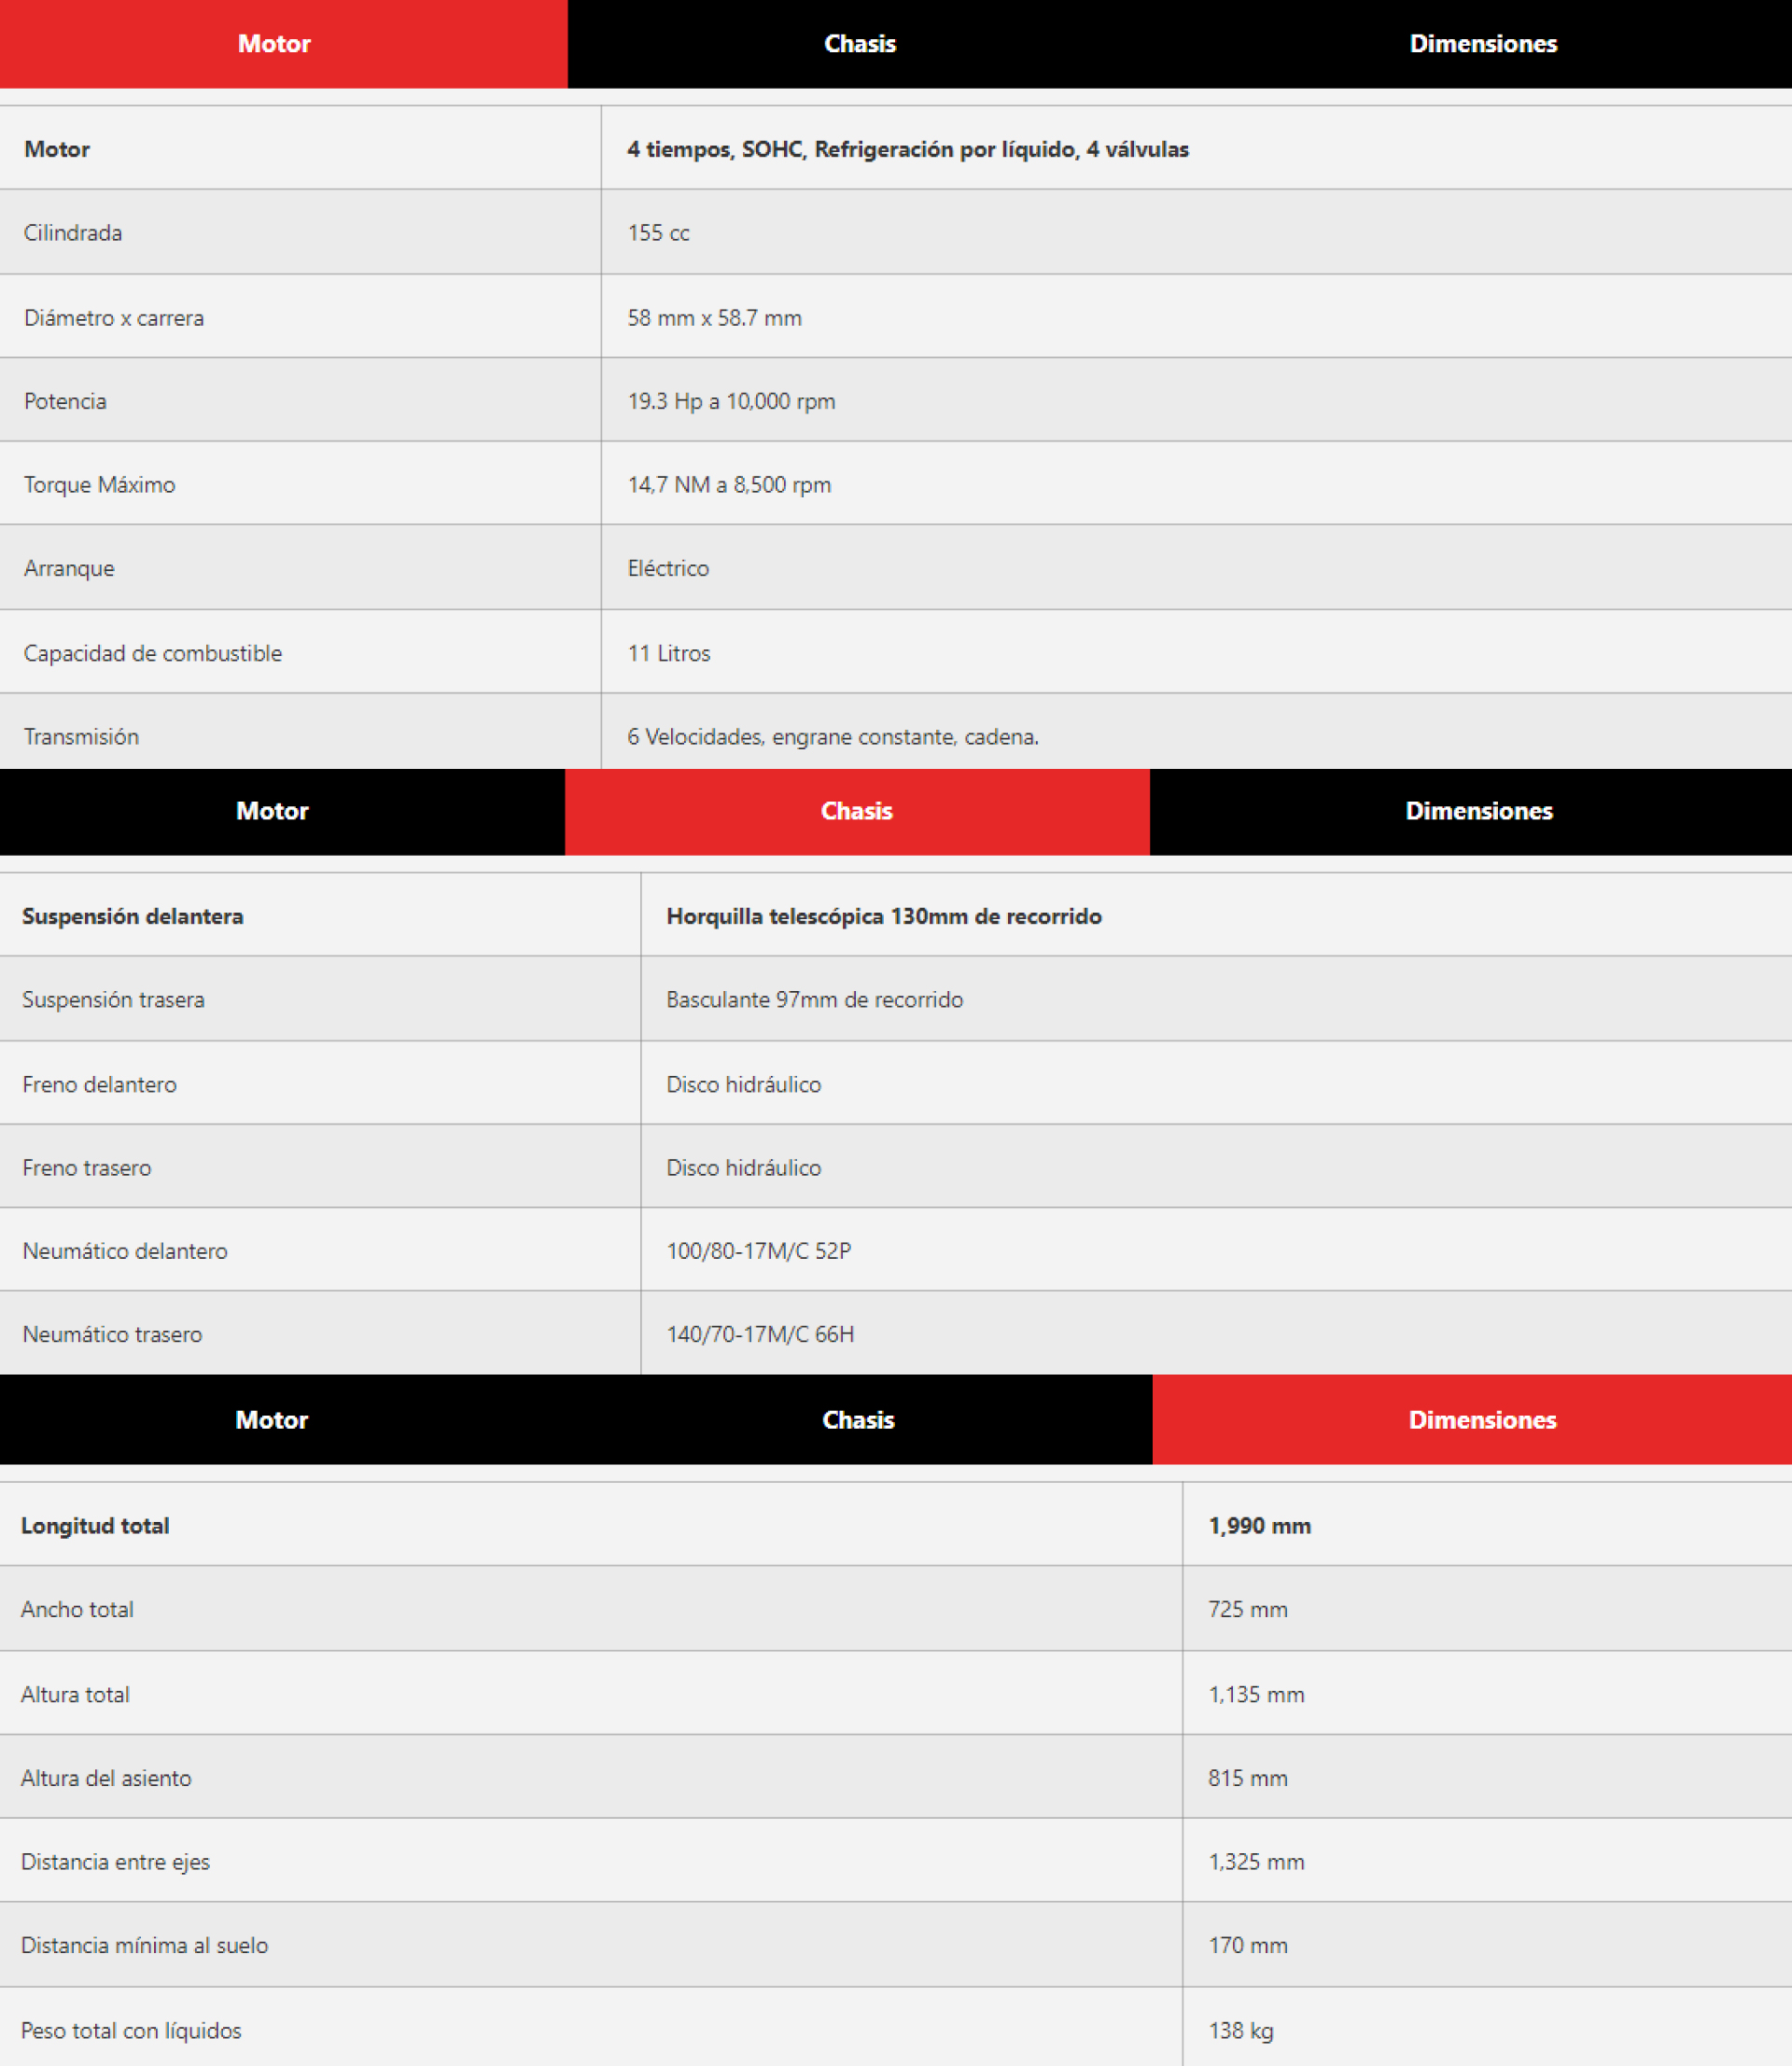 Motor Chasis Dimensiones
Motor 4 tiempos, SOHC, Refrigeración por líquido, 4 válvulas
Cilindrada 155 cc
Diámetro x carrera 58 mm x 58.7 mm
Potencia 19.3 Hp a 10,000 rpm
Torque Máximo 14,7 NM a 8,500 rpm
Arranque Eléctrico
Capacidad de combustible 11 Litros
Transmisión 6 Velocidades, engrane constante, cadena.
Motor Chasis Dimensiones
Suspensión delantera Horquilla telescópica 130mm de recorrido
Suspensión trasera Basculante 97mm de recorrido
Freno delantero Disco hidráulico
Freno trasero Disco hidráulico
Neumático delantero 100/80-17M/C 52P
Neumático trasero 140/70-17M/C 66H
Motor Chasis Dimensiones
Longitud total 1,990 mm
Ancho total 725 mm
Altura total 1,135 mm
Altura del asiento 815 mm
Distancia entre ejes 1,325 mm
Distancia mínima al suelo 170 mm
Peso total con líquidos 138 kg